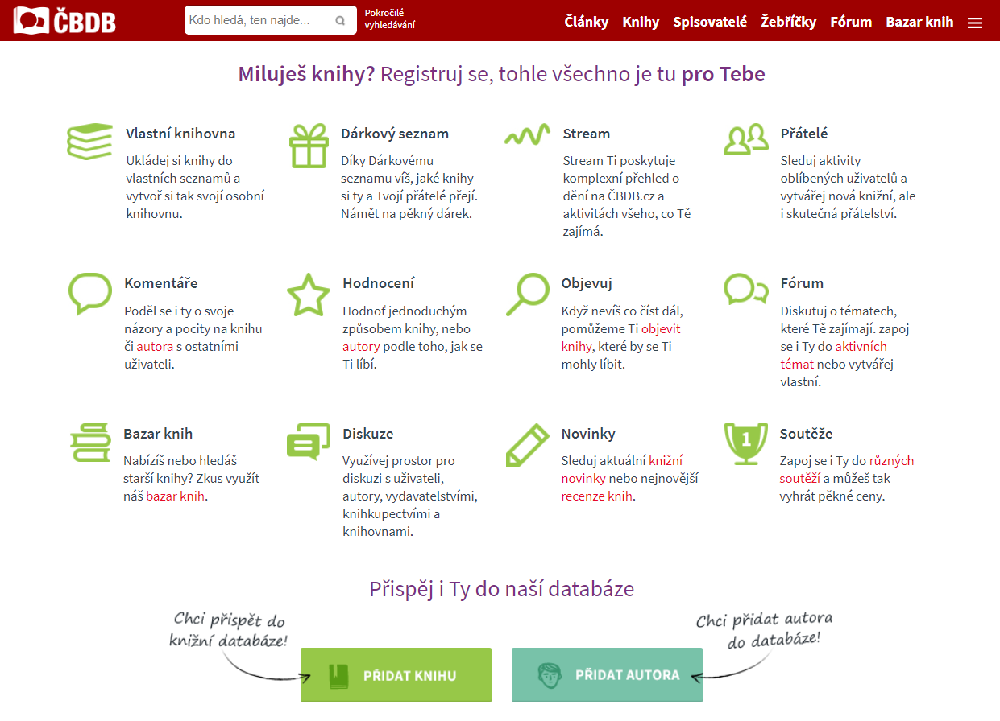 ČBDB
Kdo hledá, ten najde...
Pokročilé
vyhledávání
Články Knihy Spisovatelé Žebříčky Fórum Bazar knih
Miluješ knihy? Registruj se, tohle všechno je tu pro Tebe
Vlastní knihovna
Ukládej si knihy do
vlastních seznamů a
vytvoř si tak svojí osobní
knihovnu.
Dárkový seznam
Díky Dárkovému
seznamu víš, jaké knihy
si ty a Tvojí přátelé přejí.
Námět na pěkný dárek.
Stream
Stream Ti poskytuje
komplexní přehled o
dění na ČBDB.cz a
aktivitách všeho, co Tě
zajímá.
Přátelé
Sleduj aktivity
oblíbených uživatelů a
vytvářej nová knižní, ale
i skutečná přátelství.
Komentáře
Poděl se i ty o svoje
názory a pocity na knihu
či autora s ostatními
uživateli.
Hodnocení
Hodnoť jednoduchým
způsobem knihy, nebo
autory podle toho, jak se
Ti líbí.
Objevuj
Když nevíš co číst dál,
pomůžeme Ti objevit
knihy, které by se Ti
mohly líbit.
Fórum
Diskutuj o tématech,
které Tě zajímají. zapoj
se i Ty do aktivních
témat nebo vytvářej
vlastní.
Bazar knih
Nabízíš nebo hledáš
starší knihy? Zkus využít
náš bazar knih.
Diskuze
Využívej prostor pro
diskuzi s uživateli,
autory, vydavatelstvími,
knihkupectvími a
knihovnami.
Novinky
Sleduj aktuální knižní
novinky nebo nejnovější
recenze knih.
1
Soutěže
Zapoj se i Ty do různých
soutěží a můžeš tak
vyhrát pěkné ceny.
Přispěj i Ty do naší databáze
Chci přispět do
knižní databáze!
Chci přidat autora
do databáze!
PŘIDAT KNIHU
PŘIDAT AUTORA